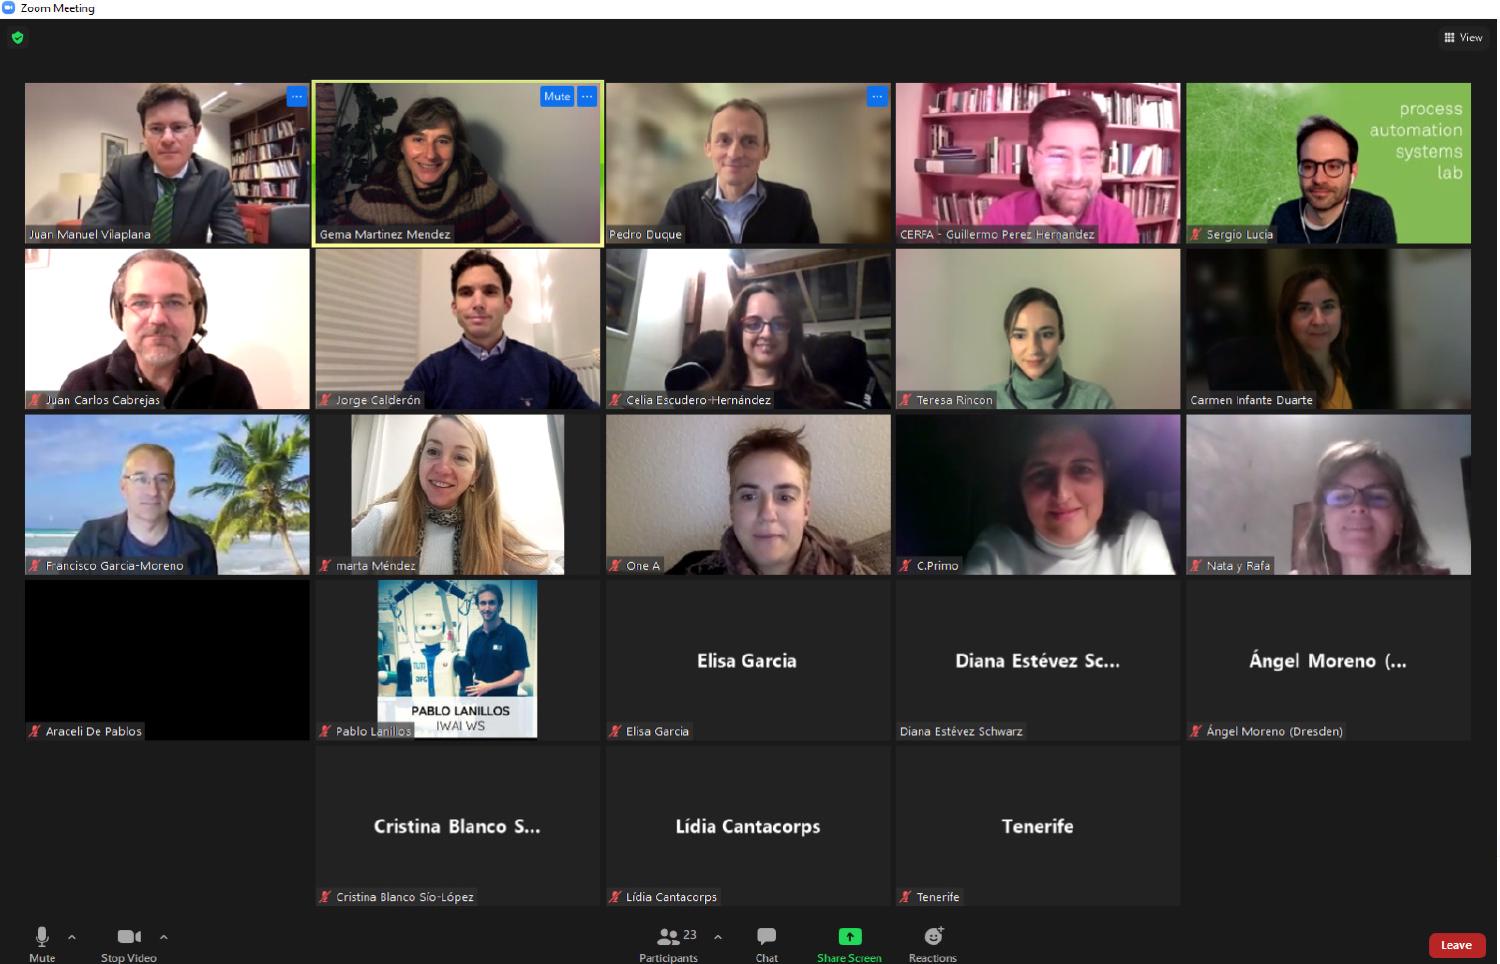 Zoom Meeting
View
Mute
process
automation
systems
lab
Juan Manuel Vilaplana
Gema Martinez Mendez
Pedro Duque
CERFA - Guillermo Perez Hernandez
Sergio Lucia
Juan Carlos Cabrejas
Jorge Calderón
Celia Escudero-Hernández
Teresa Rincon
Carmen Infante Duarte
Francisco Garcia-Moreno
marta Méndez
One A
C.Primo
Nata y Rafa
PABLO LANILLOS
IWAI WS
Elisa Garcia
Diana Estévez Sc...
Ángel Moreno (...
Araceli De Pablos
Pablo Lanillos
Elisa Garcia
Diana Estévez Schwarz
Ángel Moreno (Dresden)
Cristina Blanco S...
Lídia Cantacorps
Tenerife
Cristina Blanco Sío-López
Lídia Cantacorps
Tenerife
23
Mute
Stop Video
Participants
Chat
Share Screen
Reactions
Leave